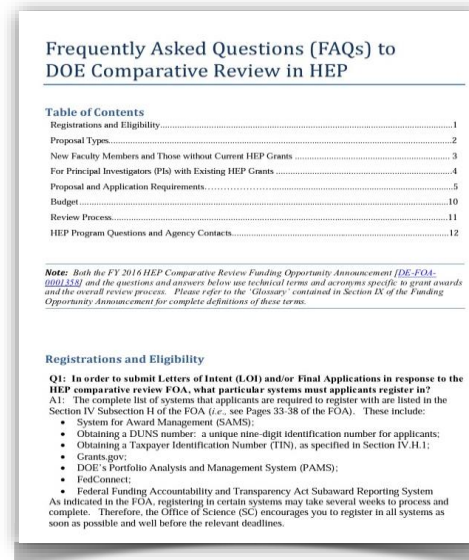 Frequently Asked Questions (FAQs) to
DOE Comparative Review in HEP
Table of Contents
Registrations and Eligibility...1
Proposal Types...2
New Faculty Members and Those without Current HEP Grants...3
For Principal Investigators (PIs) with Existing HEP Grants...4
Proposal and Application Requirements...5
Budget...10
Review Process...11
HEP Program Questions and Agency Contacts...12
Note: Both the FY 2016 HEP Comparative Review Funding Opportunity Announcement [DE-FOA-
0001358] and the questions and answers below use technical terms and acronyms specific to grant awards
and the overall review process. Please refer to the 'Glossary' contained in Section IX of the Funding
Opportunity Announcement for complete definitions of these terms.
Registrations and Eligibility
Q1: In order to submit Letters of Intent (LOI) and/or Final Applications in response to the
HEP comparative review FOA, what particular systems must applicants register in?
A1: The complete list of systems that applicants are required to register with are listed in the
Section IV Subsection H of the FOA (i.e., see Pages 33-38 of the FOA). These include:
• System for Award Management (SAMS);
• Obtaining a DUNS number: a unique nine-digit identification number for applicants;
• Obtaining a Taxpayer Identification Number (TIN), as specified in Section IV.H.1;
• Grants.gov;
• DOE's Portfolio Analysis and Management System (PAMS);
• FedConnect;
• Federal Funding Accountability and Transparency Act Subaward Reporting System
As indicated in the FOA, registering in certain systems may take several weeks to process and
complete. Therefore, the Office of Science (SC) encourages you to register in all systems as
soon as possible and well before the relevant deadlines.